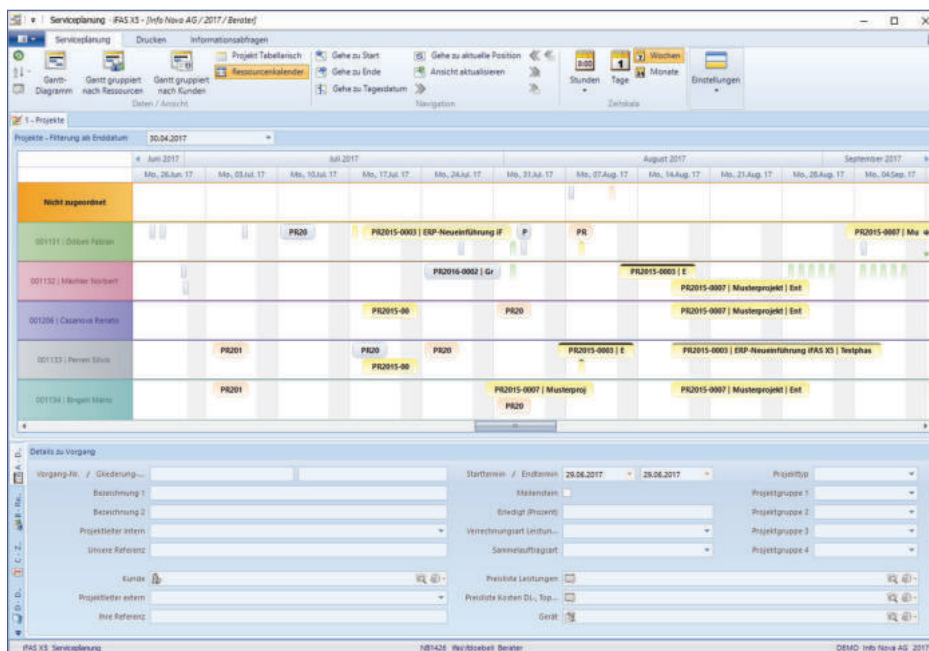 Serviceplanung - iFAS X5 - [Info Nova AG / 2017 / Berater]
Serviceplanung Drucken Informationsabfragen
Projekt Tabellarisch Gehe zu Start Gehe zu aktuelle Position Wochen
Ressourcenkalender Gehe zu Ende Ansicht aktualisieren Monate
Gehe zu Tagesdatum
Gantt-Diagramm Gantt gruppiert nach Ressourcen Gantt gruppiert nach Kunden Stunden Tage Einstellungen
Daten / Ansicht Navigation Zeitskala
1 - Projekte
Projekte - Filterung ab Enddatum 30.04.2017
Juni 2017 Juli 2017 August 2017 September 2017
Mo, 26.Jun. 17 Mo, 03.Jul. 17 Mo, 10.Jul. 17 Mo, 17.Jul. 17 Mo, 24.Jul. 17 Mo, 31.Jul. 17 Mo, 07.Aug. 17 Mo, 14.Aug. 17 Mo, 21.Aug. 17 Mo, 28.Aug. 17 Mo, 04.Sep. 17
Nicht zugeordnet
001131 | Fabian PR20 PR2015-0003 | ERP-Neueinführung iF P PR PR2015-0007 | Mu
001132 | Norbert PR2016-0002 | Gr PR2015-0003 | E
PR2015-0007 | Musterprojekt | Ent
001206 | Casanova Renato PR2015-00 PR20 PR2015-0007 | Musterprojekt | Ent
001133 | Perren Silvio PR201 PR20 PR20 PR2015-0003 | E PR2015-0003 | ERP-Neueinführung iFAS X5 | Testphas
PR2015-00
001134 | PR201 PR2015-0007 | Musterproj PR2015-0007 | Musterprojekt | Ent
PR20
Details zu Vorgang
Vorgang-Nr. / Gliederung-... Starttermin / Endtermin 29.06.2017 29.06.2017 Projekttyp
Bezeichnung 1 Meilenstein Projektgruppe 1
Bezeichnung 2 Erledigt (Prozent) Projektgruppe 2
Projektleiter intern Verrechnungsart Leistun... Projektgruppe 3
Unsere Referenz Sammelauftragsart Projektgruppe 4
Kunde Preisliste Leistungen
Projektleiter extern Preisliste Kosten DL-, Top...
Ihre Referenz Gerät
iFAS X5 Serviceplanung NB1426 Berater DEMO Info Nova AG 2017